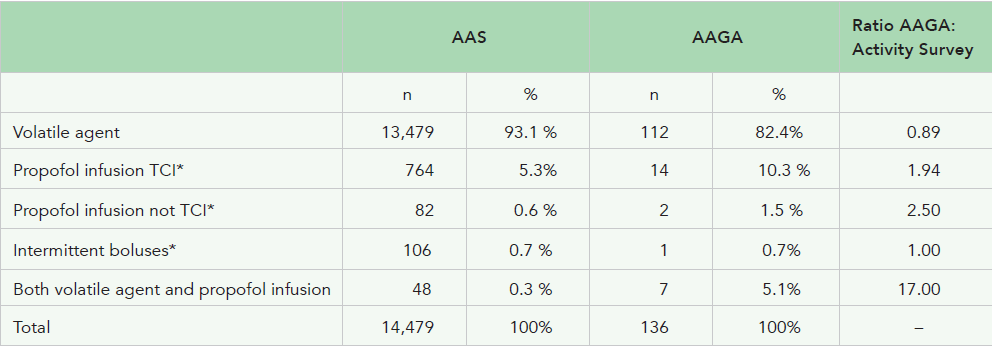 AAS AAGA Ratio AAGA:
Activity Survey
n % n %
Volatile agent 13,479 93.1 % 112 82.4% 0.89
Propofol infusion TCI* 764 5.3% 14 10.3 % 1.94
Propofol infusion not TCI* 82 0.6 % 2 1.5 % 2.50
Intermittent boluses* 106 0.7 % 1 0.7% 1.00
Both volatile agent and propofol infusion 48 0.3 % 7 5.1% 17.00
Total 14,479 100% 136 100% –